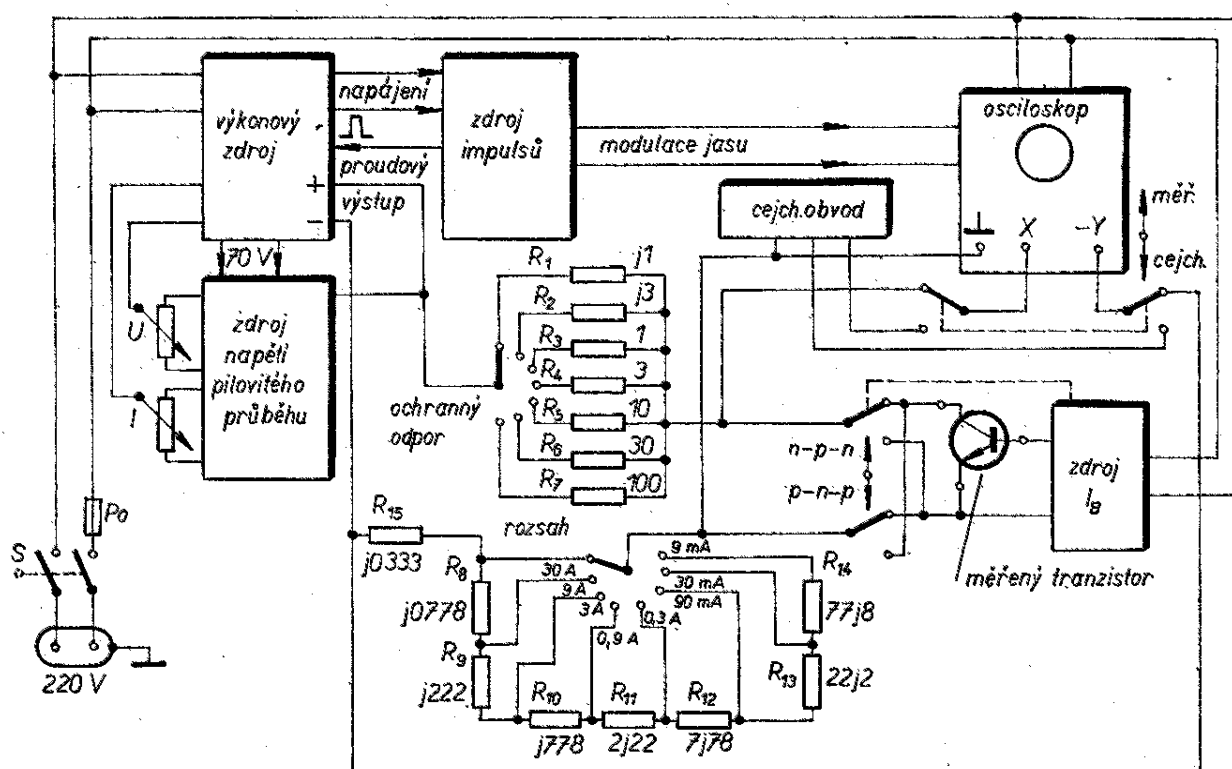 výkonový
zdroj
+
−
napájení
proudový
výstup
zdroj
impulsů
modulace jasu
osciloskop
X
-Y
měř.
cejch.
cejch. obvod
70 V
U
I
zdroj
napětí
pilovitého
průběhu
ochranný
odpor
R1
j1
R2
j3
R3
1
R4
3
R5
10
R6
30
R7
100
n-p-n
p-n-p
zdroj
IB
měřený tranzistor
Po
S
220 V
R15
j0333
rozsah
30 A
9 A
3 A
0,9 A
0,3 A
90 mA
30 mA
9 mA
R8
j0778
R9
j222
R10
j778
R11
2j22
R12
7j78
R13
22j2
R14
77j8